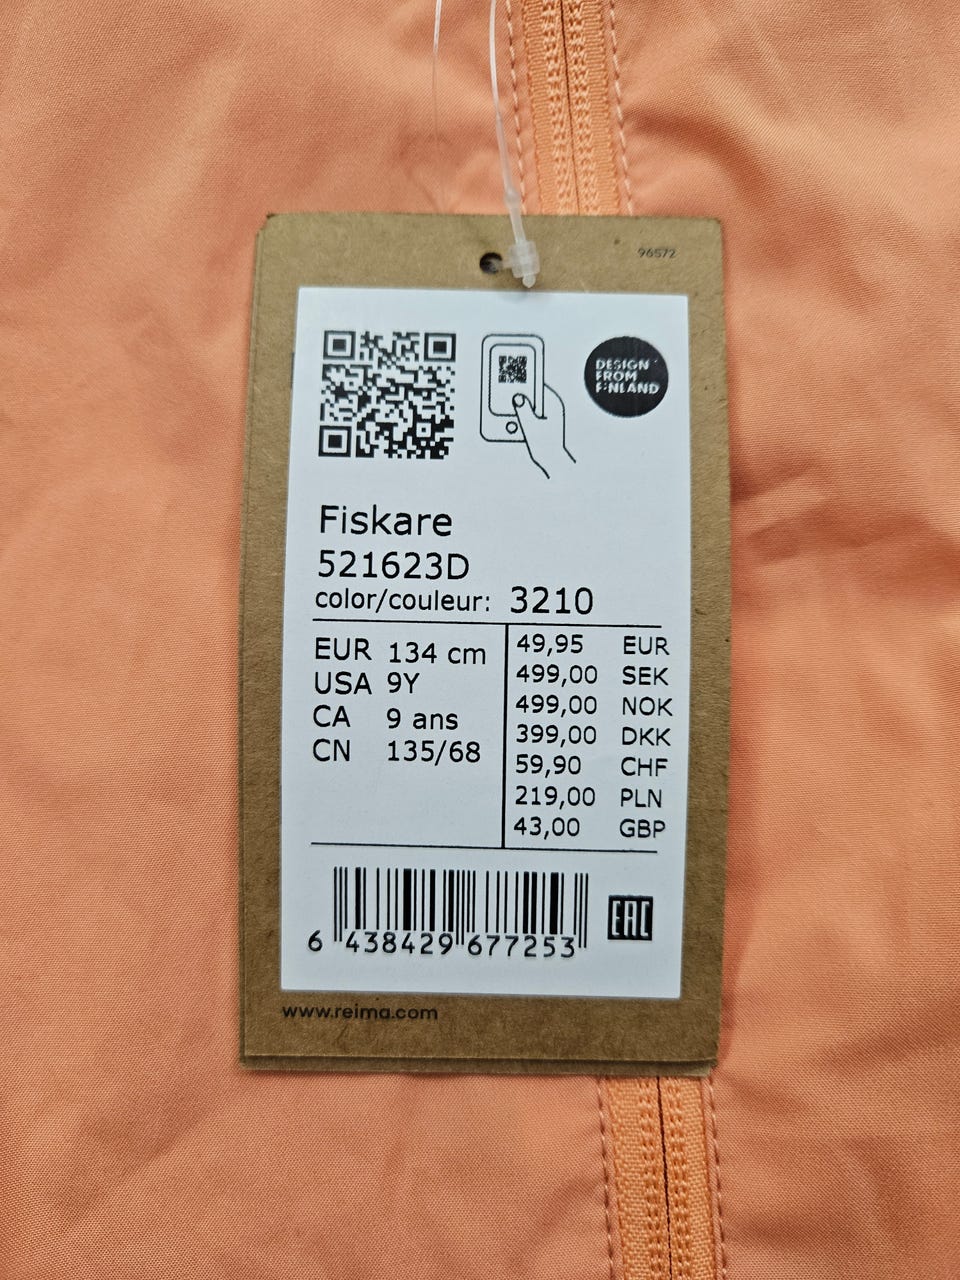 96572
DESIGN
FROM
FINLAND
Fiskare
521623D
color/couleur: 3210
EUR 134 cm
USA 9Y
CA 9 ans
CN 135/68
49,95 EUR
499,00 SEK
499,00 NOK
399,00 DKK
59,90 CHF
219,00 PLN
43,00 GBP
6 438429 677253
EAC
www.reima.com